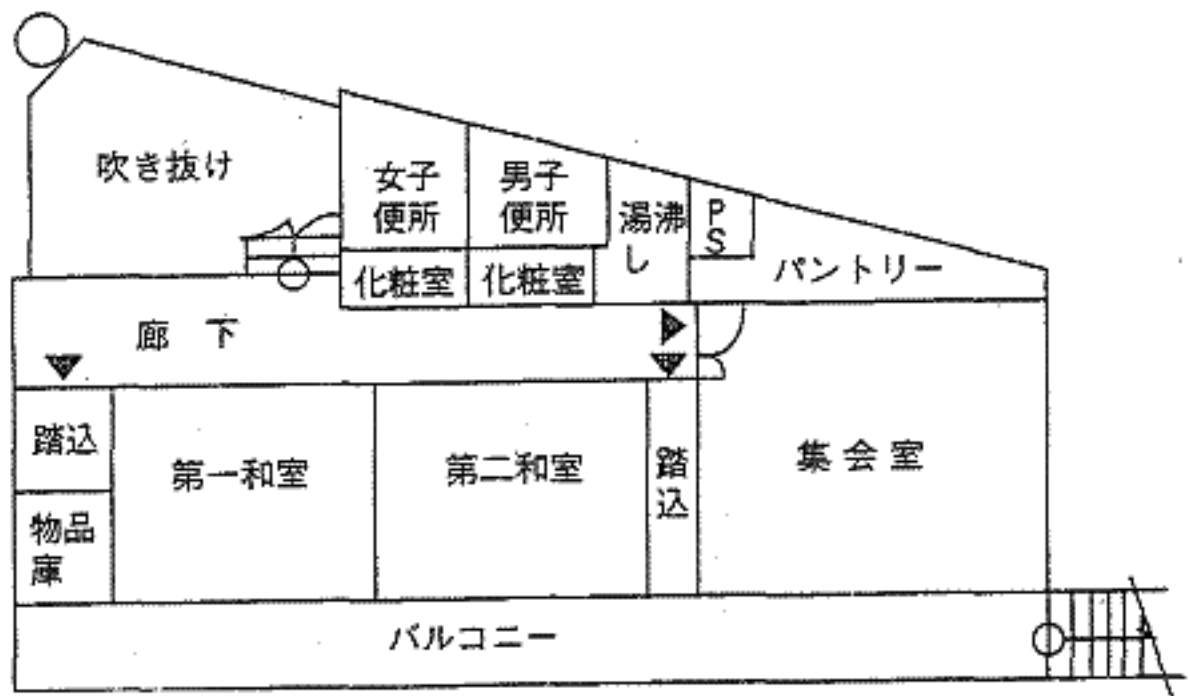 吹き抜け
女子
便所
男子
便所
湯沸
し
P
S
化粧室
化粧室
パントリー
廊 下
踏込
第一和室
第二和室
踏
込
集会室
物品
庫
バルコニー